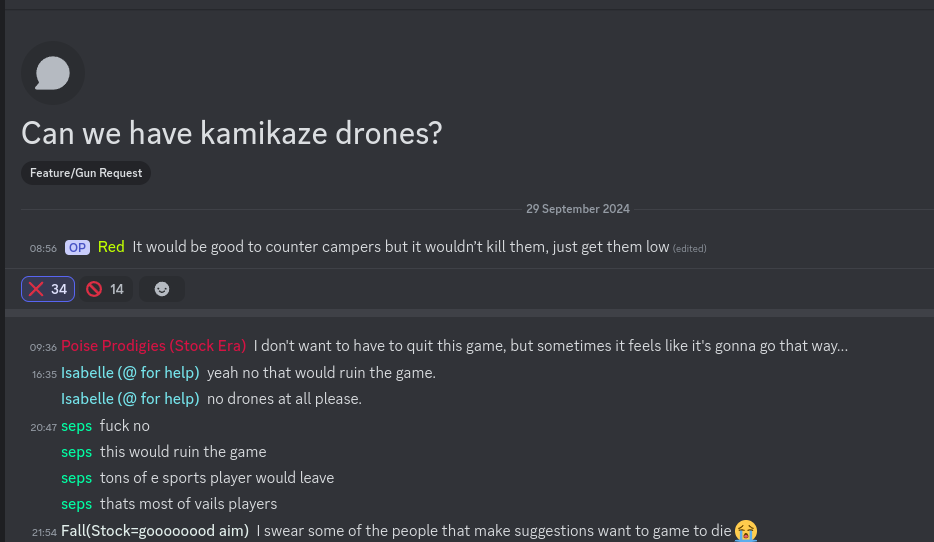 Can we have kamikaze drones?
Feature/Gun Request
29 September 2024
08:56 OP Red It would be good to counter campers but it wouldn't kill them, just get them low (edited)
34 14
09:36 Poise Prodigies (Stock Era) I don't want to have to quit this game, but sometimes it feels like it's gonna go that way...
16:35 Isabelle (@ for help) yeah no that would ruin the game.
Isabelle (@ for help) no drones at all please.
20:47 seps fuck no
seps this would ruin the game
seps tons of e sports player would leave
seps thats most of vails players
21:54 Fall(Stock=goooooood aim) I swear some of the people that make suggestions want to game to die 😭